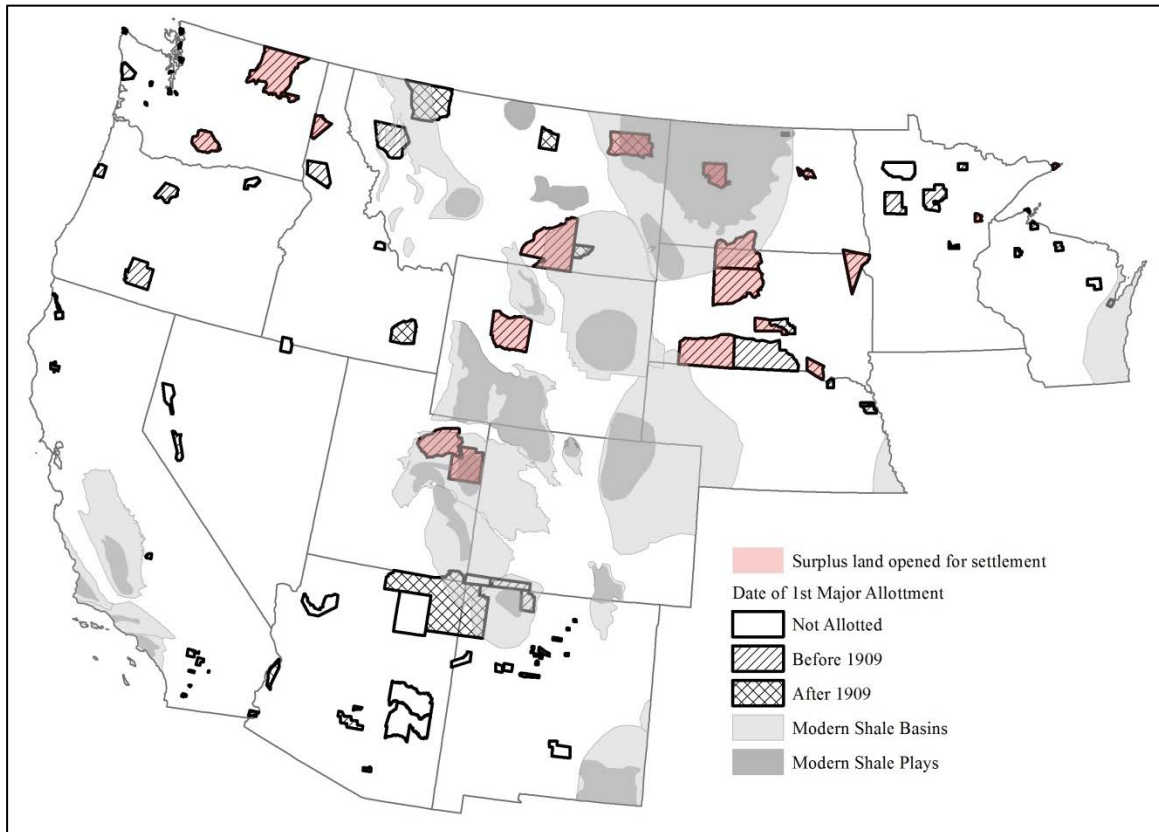 Surplus land opened for settlement
Date of 1st Major Allottment
Not Allotted
Before 1909
After 1909
Modern Shale Basins
Modern Shale Plays